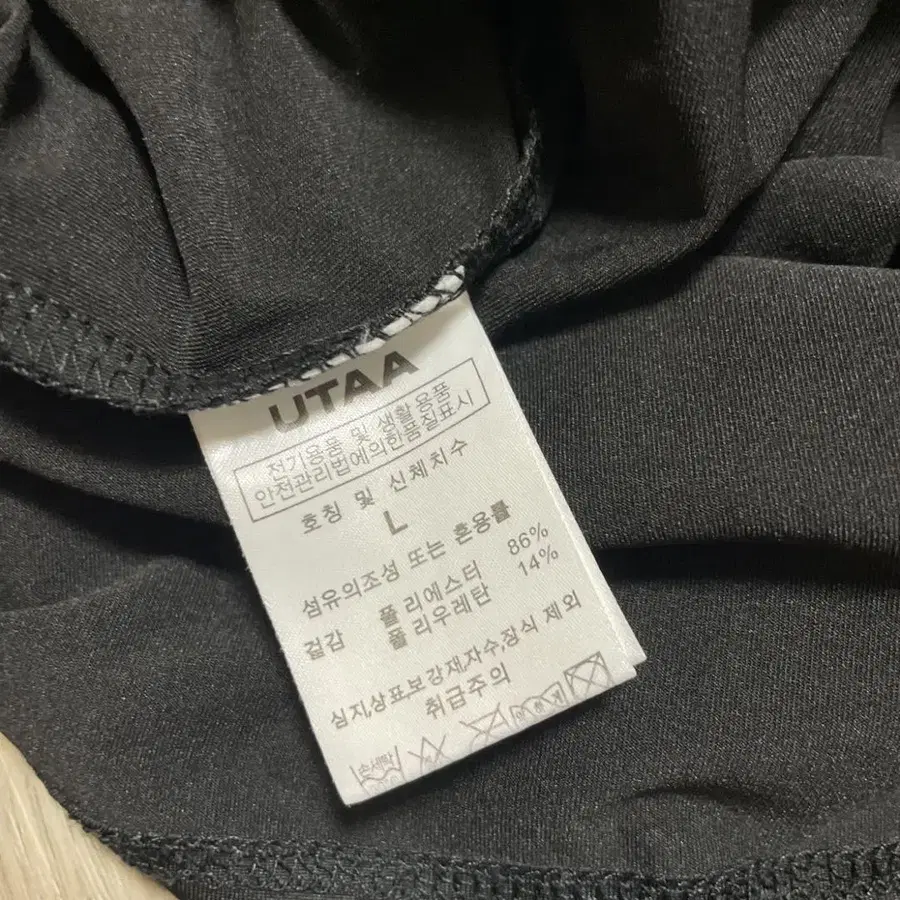 UTAA
전기용품 및 생활용품
안전관리법에의한품질표시
호칭 및 신체치수
L
섬유의조성 또는 혼용률
겉감 폴리에스터 86%
폴리우레탄 14%
심지,상표보강재,자수,장식 제외
취급주의
손세탁